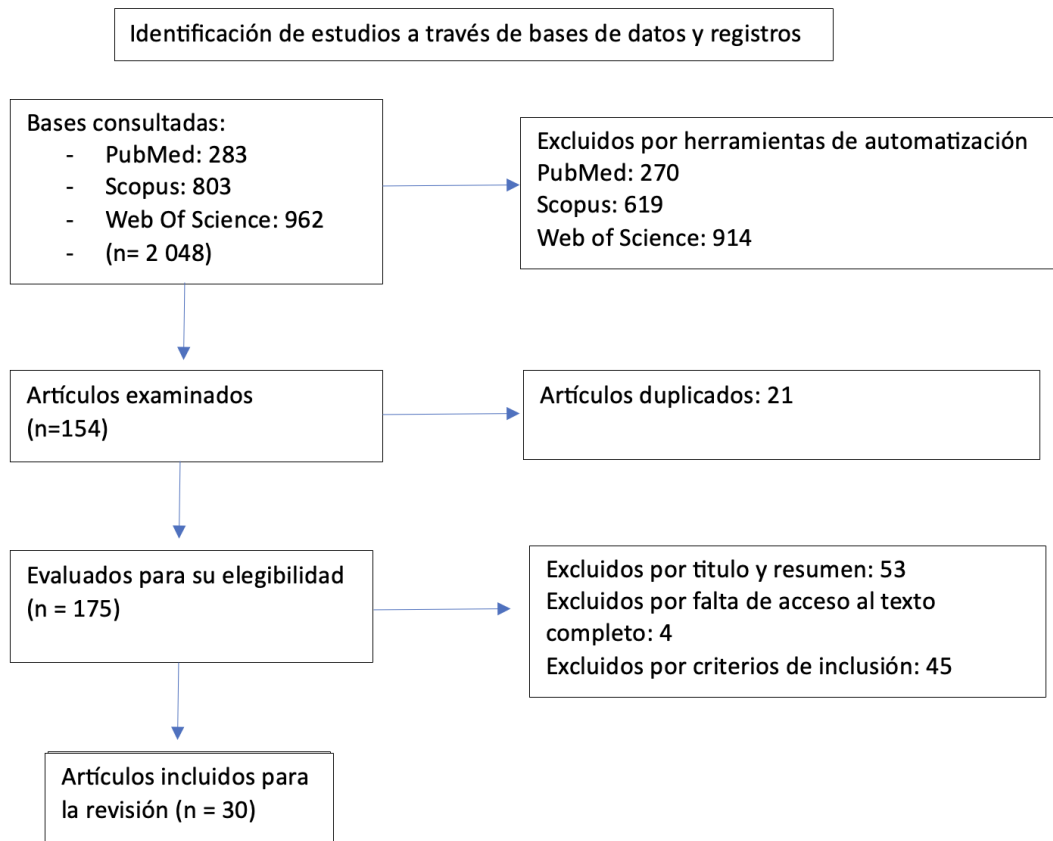 Identificación de estudios a través de bases de datos y registros
Bases consultadas:
- PubMed: 283
- Scopus: 803
- Web Of Science: 962
- (n= 2 048)
Excluidos por herramientas de automatización
PubMed: 270
Scopus: 619
Web of Science: 914
Artículos examinados
(n=154)
Artículos duplicados: 21
Evaluados para su elegibilidad
(n = 175)
Excluidos por titulo y resumen: 53
Excluidos por falta de acceso al texto
completo: 4
Excluidos por criterios de inclusión: 45
Artículos incluidos para
la revisión (n = 30)